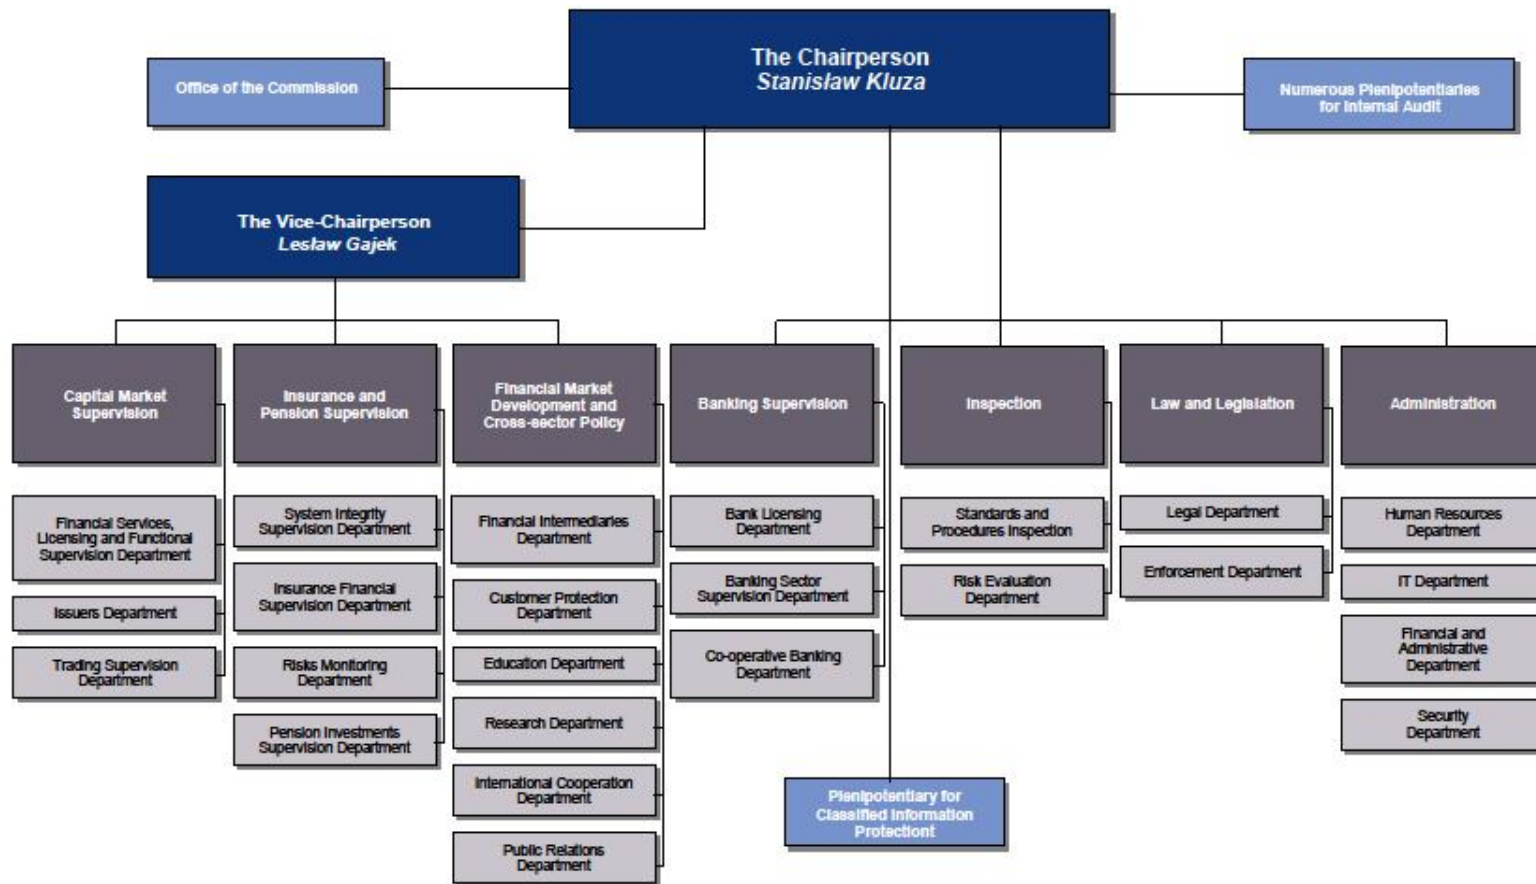 The Chairperson
Stanisław Kluza
Office of the Commission
Numerous Plenipotentiaries
for Internal Audit
The Vice-Chairperson
Lesław Gajek
Capital Market
Supervision
Financial Services,
Licensing and Functional
Supervision Department
Issuers Department
Trading Supervision
Department
Insurance and
Pension Supervision
System Integrity
Supervision Department
Insurance Financial
Supervision Department
Risks Monitoring
Department
Pension Investments
Supervision Department
Financial Market
Development and
Cross-sector Policy
Financial Intermediaries
Department
Customer Protection
Department
Education Department
Research Department
International Cooperation
Department
Public Relations
Department
Banking Supervision
Bank Licensing
Department
Banking Sector
Supervision Department
Co-operative Banking
Department
Inspection
Standards and
Procedures Inspection
Risk Evaluation
Department
Law and Legislation
Legal Department
Enforcement Department
Administration
Human Resources
Department
IT Department
Financial and
Administrative
Department
Security
Department
Plenipotentiary for
Classified Information
Protectiont